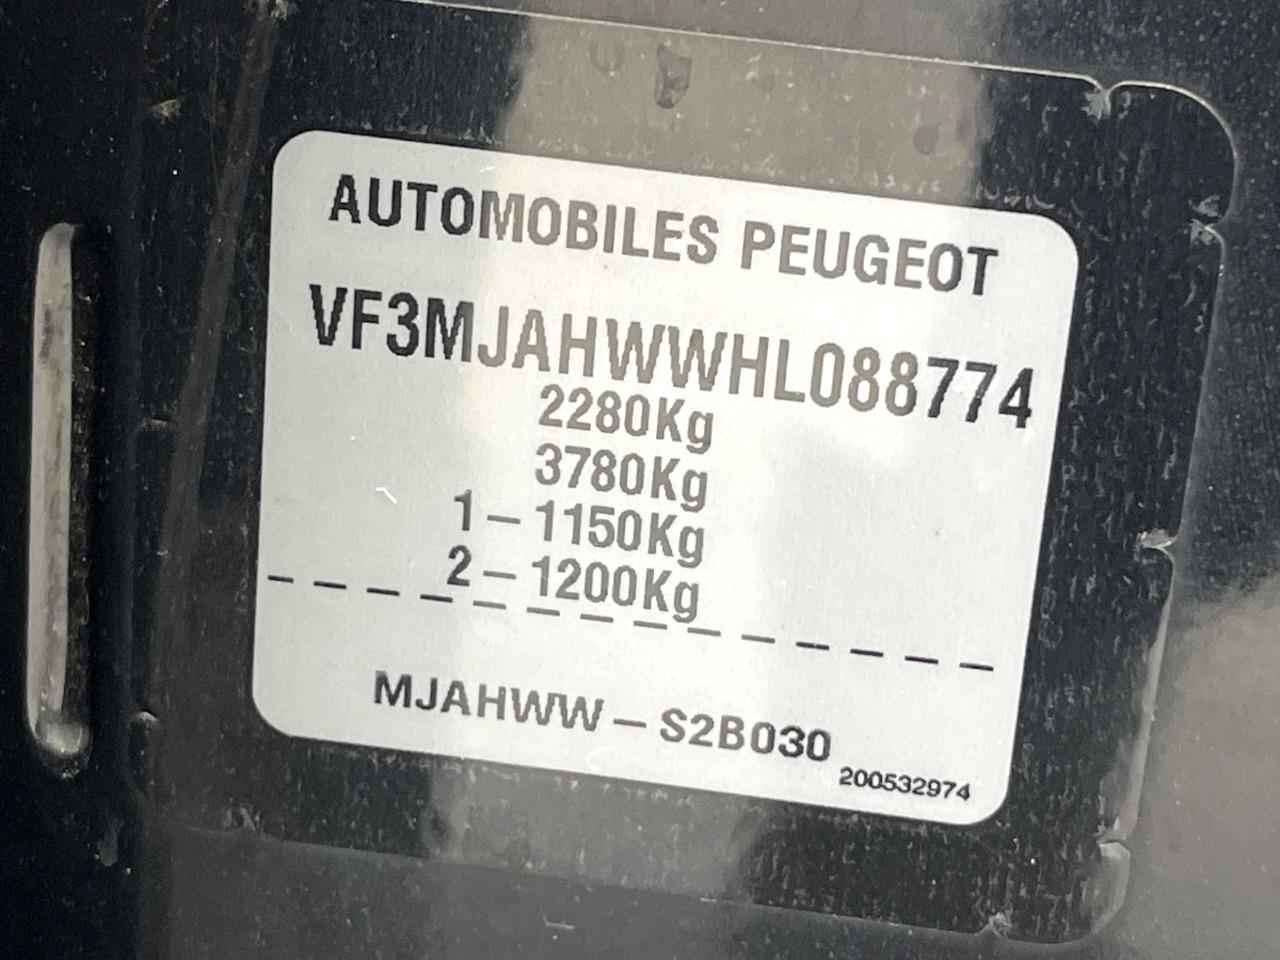 AUTOMOBILES PEUGEOT
VF3MJAHWWHL088774
2280Kg
3780Kg
1 – 1150Kg
2 – 1200Kg
MJAHWW – S2B030
200532974